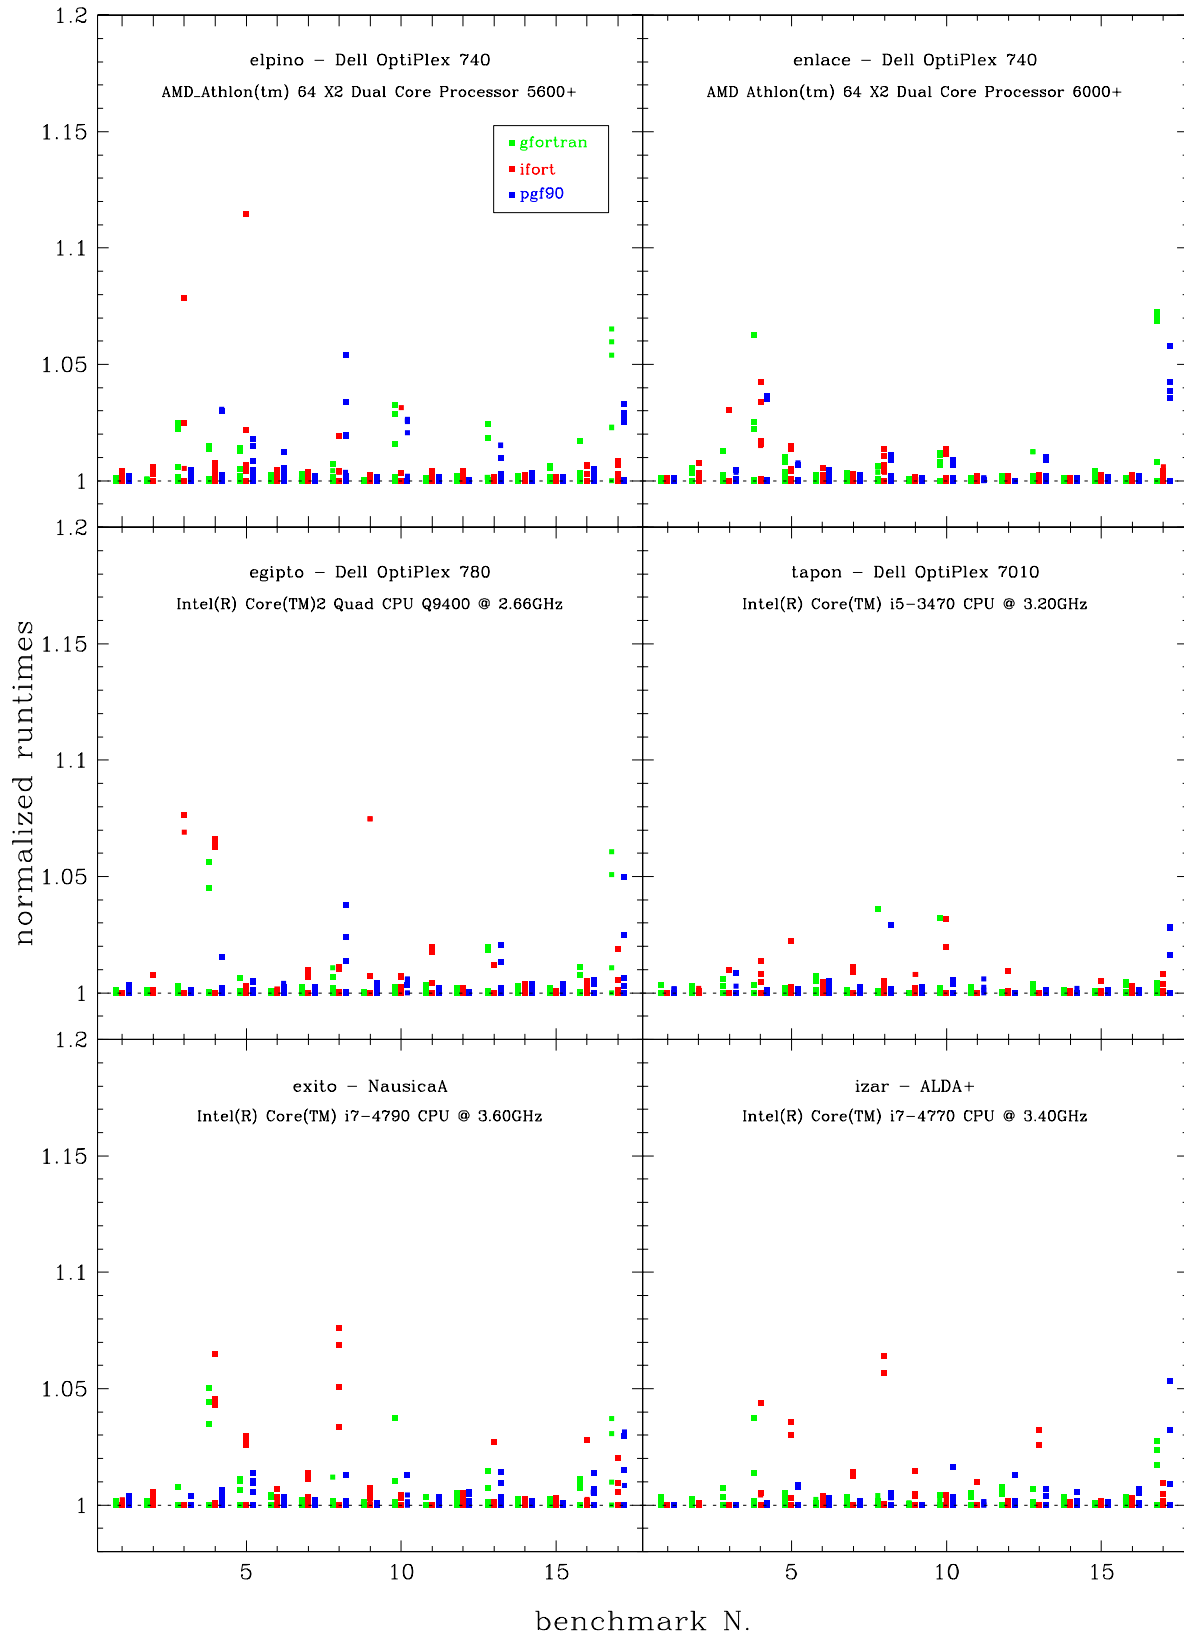 elpino – Dell OptiPlex 740
AMD_Athlon(tm) 64 X2 Dual Core Processor 5600+
gfortran
ifort
pgf90
enlace – Dell OptiPlex 740
AMD Athlon(tm) 64 X2 Dual Core Processor 6000+
1.2
1.15
1.1
1.05
1
egipto – Dell OptiPlex 780
Intel(R) Core(TM)2 Quad CPU Q9400 @ 2.66GHz
tapon – Dell OptiPlex 7010
Intel(R) Core(TM) i5–3470 CPU @ 3.20GHz
1.2
1.15
1.1
1.05
1
normalized runtimes
exito – NausicaA
Intel(R) Core(TM) i7–4790 CPU @ 3.60GHz
izar – ALDA+
Intel(R) Core(TM) i7–4770 CPU @ 3.40GHz
1.2
1.15
1.1
1.05
1
5 10 15 5 10 15
benchmark N.